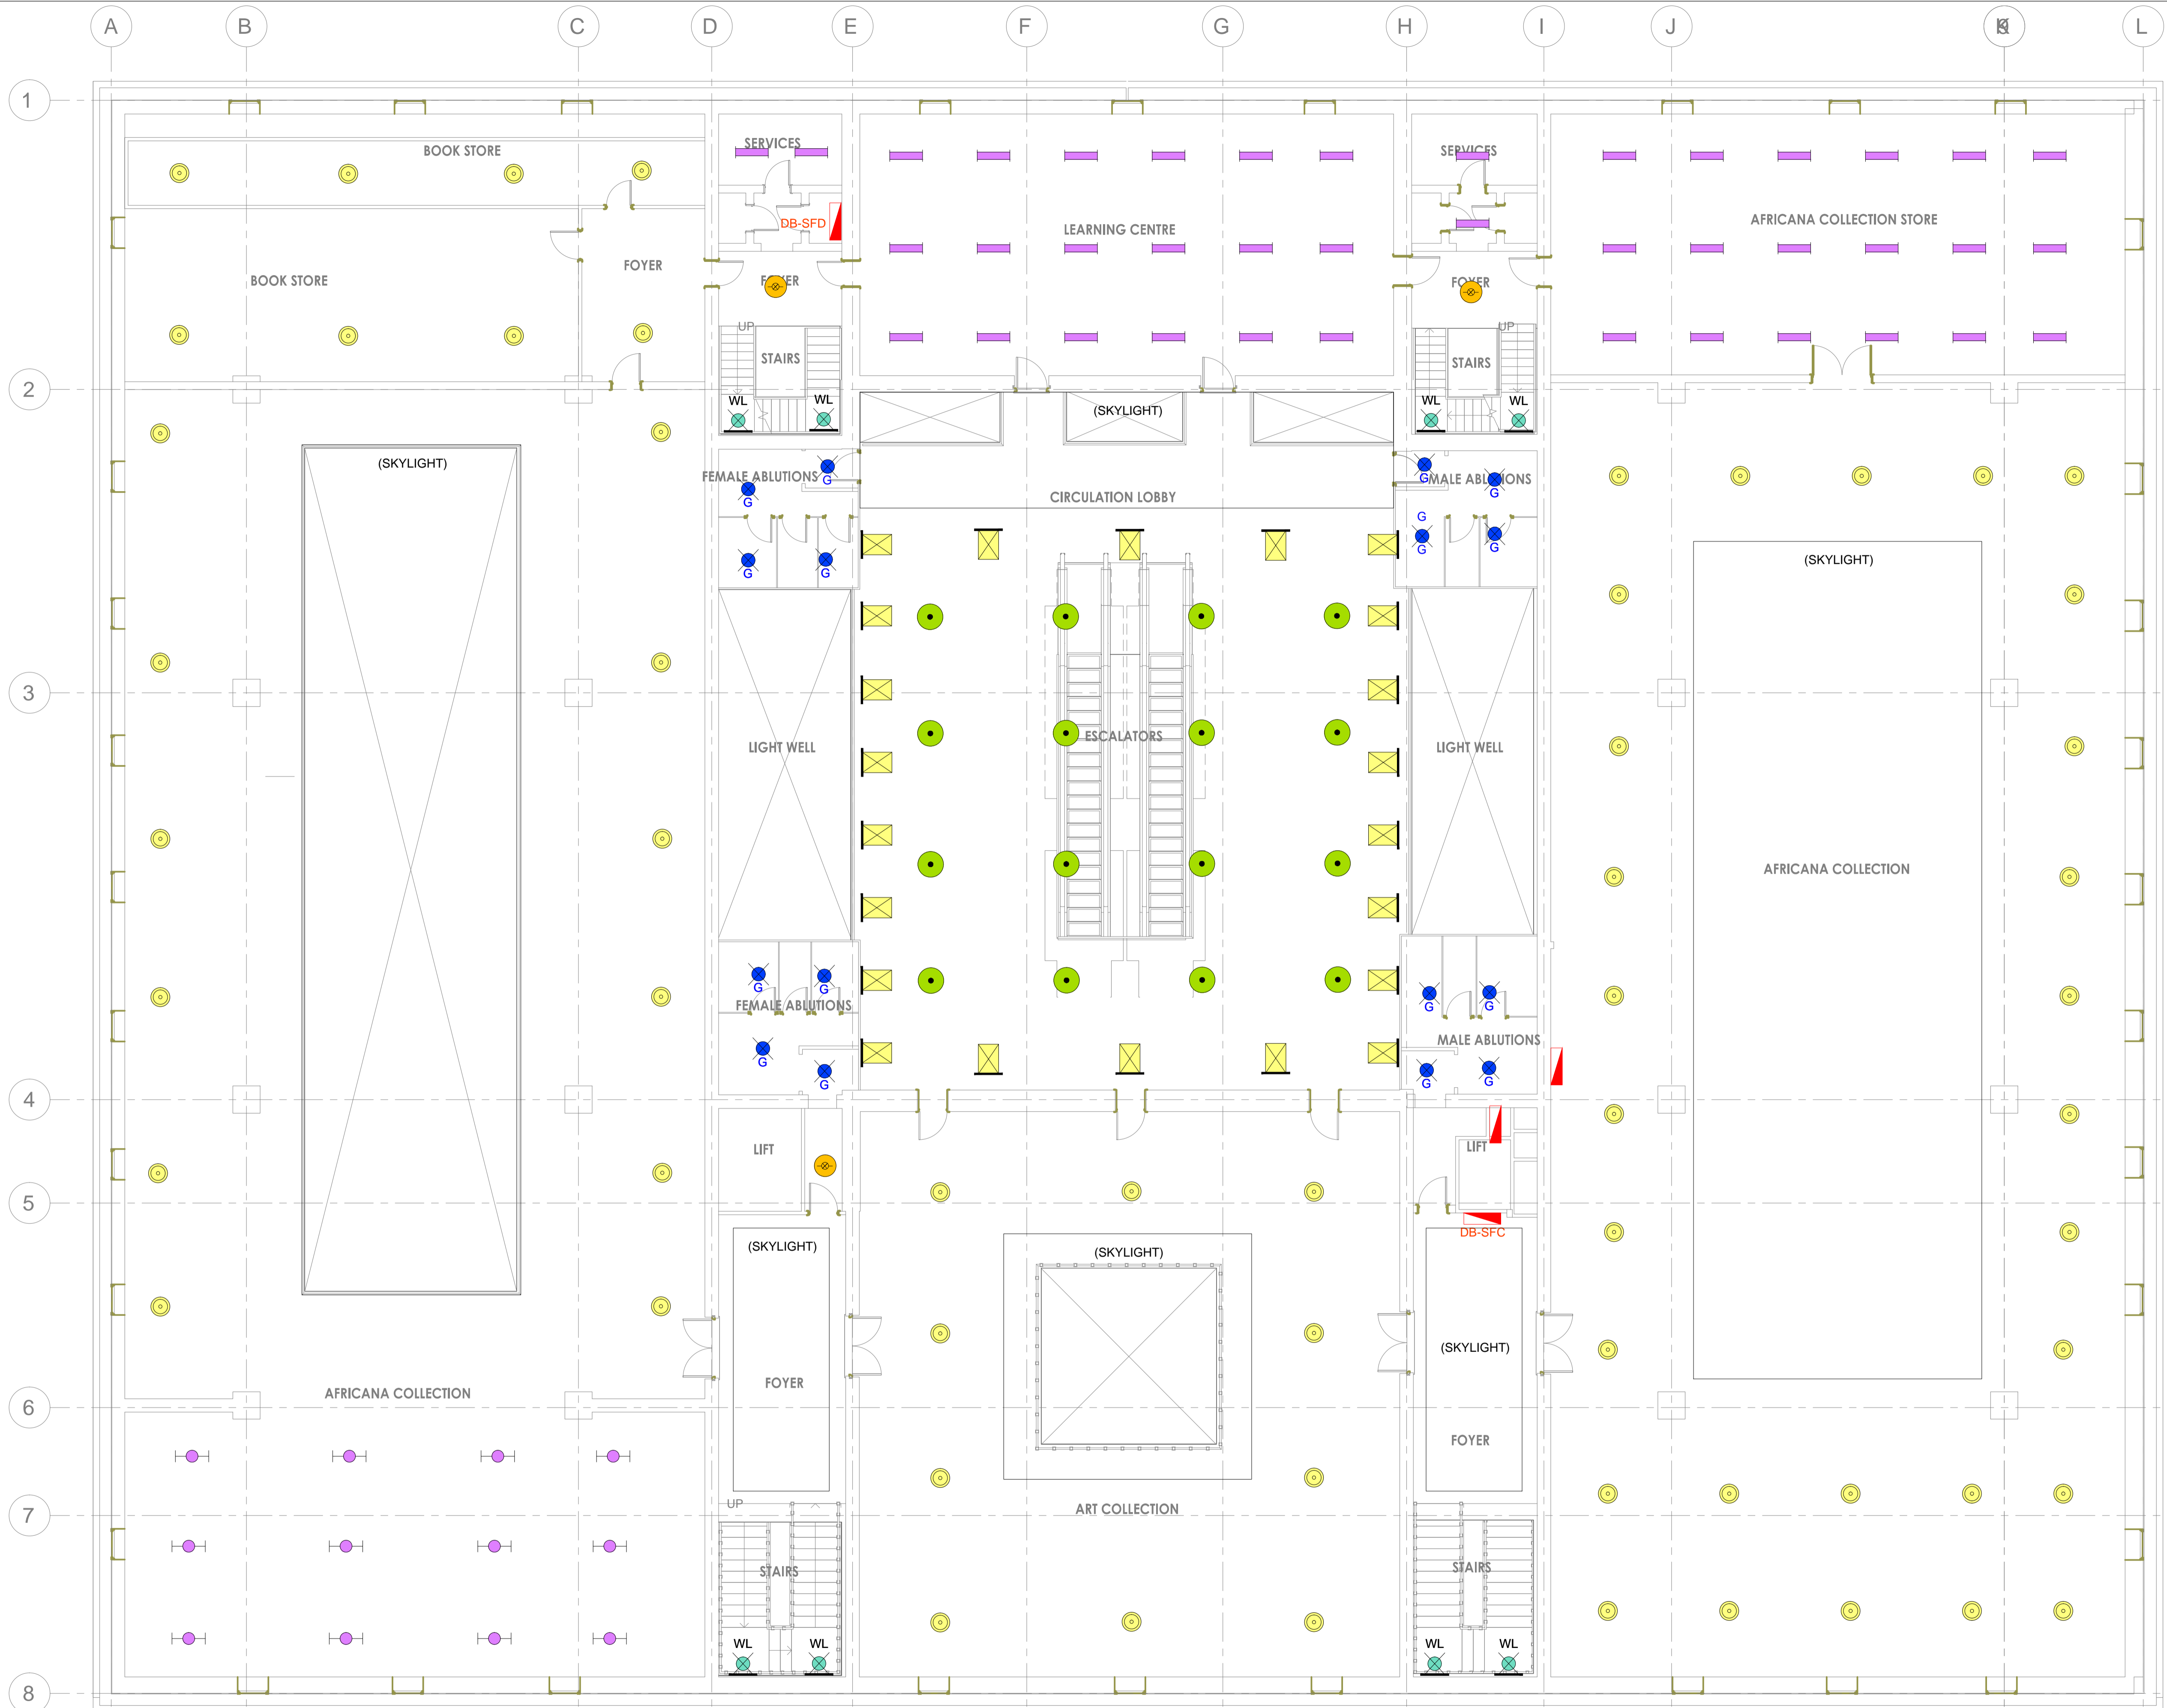 A B C D E F G H I J L
1
SERVICES
SERVICES
BOOK STORE
AFRICANA COLLECTION STORE
DB-SFD
LEARNING CENTRE
FOYER
BOOK STORE
FOYER
FOYER
UP
UP
STAIRS
STAIRS
2
WL
WL
WL
WL
(SKYLIGHT)
(SKYLIGHT)
FEMALE ABLUTIONS
G
G
MALE ABLUTIONS
G
G
CIRCULATION LOBBY
G
G
G
G
G
(SKYLIGHT)
3
ESCALATORS
LIGHT WELL
LIGHT WELL
AFRICANA COLLECTION
G
G
FEMALE ABLUTIONS
G
G
MALE ABLUTIONS
G
G
G
G
4
LIFT
LIFT
5
DB-SFC
(SKYLIGHT)
(SKYLIGHT)
(SKYLIGHT)
FOYER
AFRICANA COLLECTION
6
FOYER
UP
ART COLLECTION
7
STAIRS
STAIRS
WL
WL
WL
WL
8